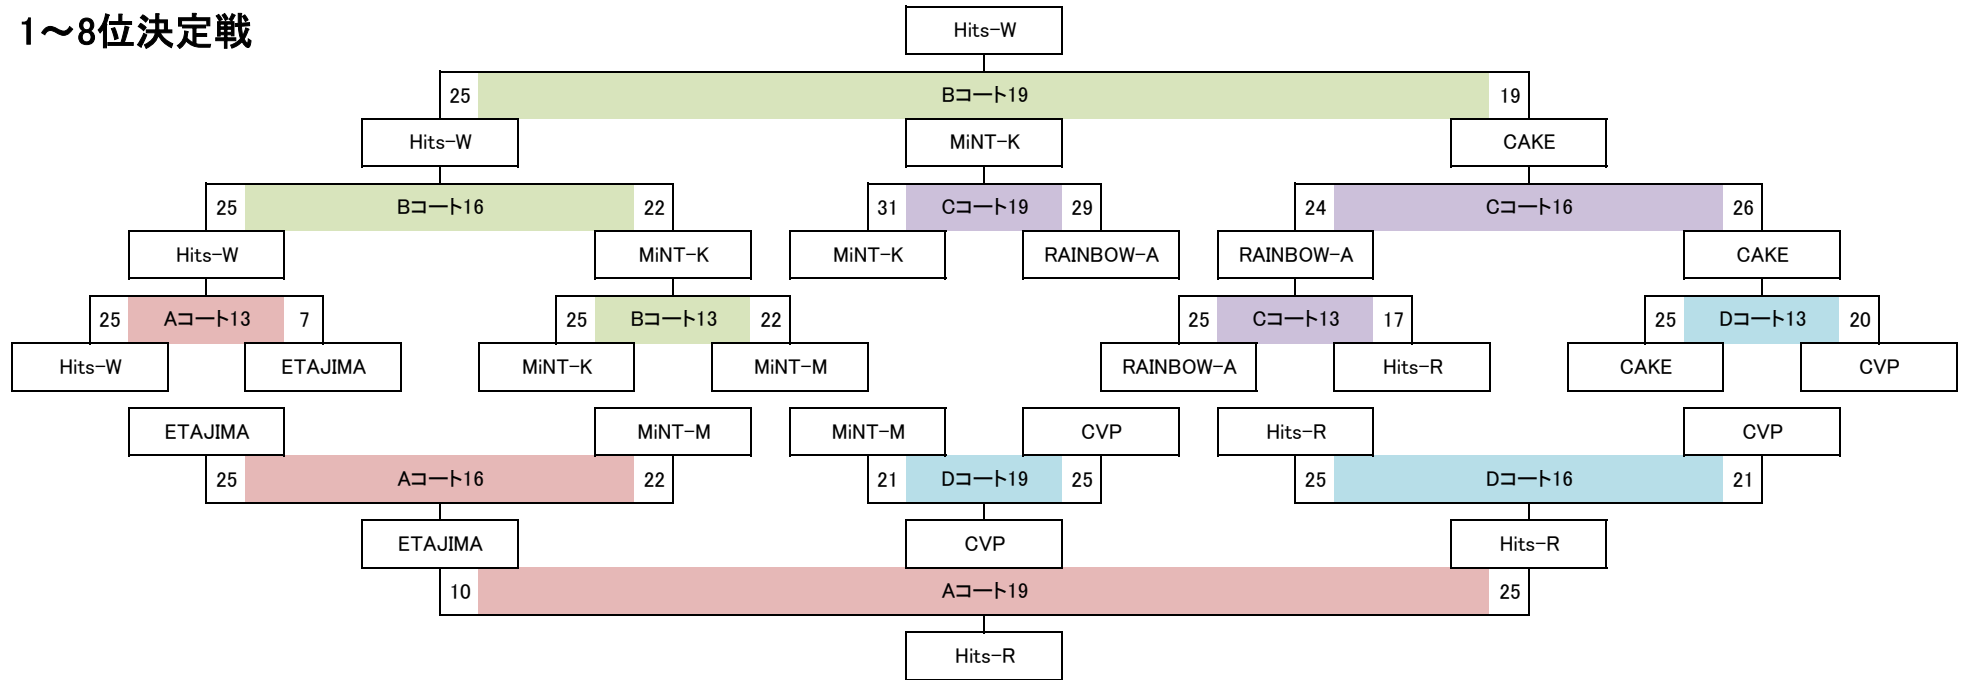 1～8位決定戦
Hits-W
25 Bコート19 19
Hits-W MiNT-K CAKE
25 Bコート16 22 31 Cコート19 29 24 Cコート16 26
Hits-W MiNT-K MiNT-K RAINBOW-A RAINBOW-A CAKE
25 Aコート13 7 25 Bコート13 22 25 Cコート13 17 25 Dコート13 20
Hits-W ETAJIMA MiNT-K MiNT-M RAINBOW-A Hits-R CAKE CVP
ETAJIMA MiNT-M MiNT-M CVP Hits-R CVP
25 Aコート16 22 21 Dコート19 25 25 Dコート16 21
ETAJIMA CVP Hits-R
10 Aコート19 25
Hits-R